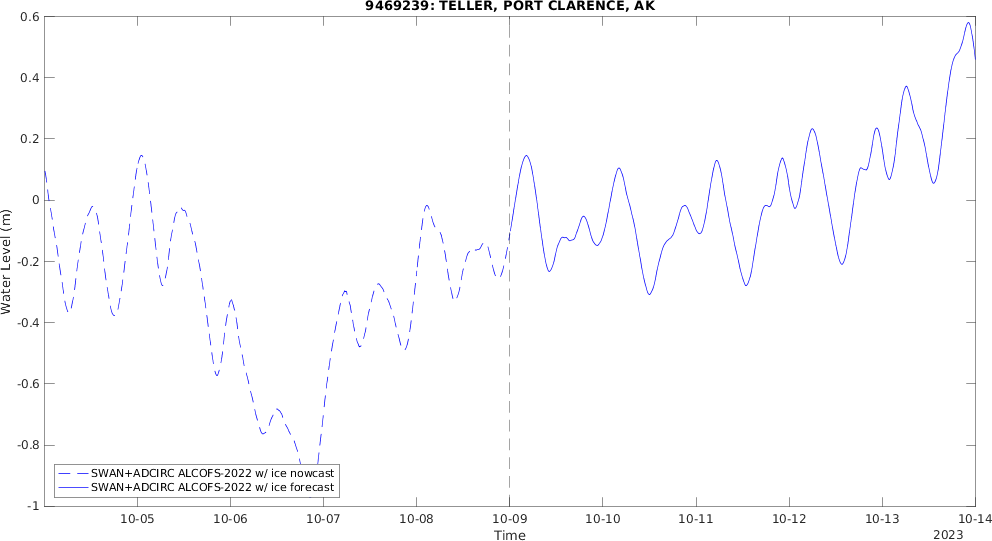 9469239: TELLER, PORT CLARENCE, AK
0.6
0.4
0.2
0
-0.2
-0.4
-0.6
-0.8
-1
Water Level (m)
SWAN+ADCIRC ALCOFS-2022 w/ ice nowcast
SWAN+ADCIRC ALCOFS-2022 w/ ice forecast
10-05 10-06 10-07 10-08 10-09 10-10 10-11 10-12 10-13 10-14
Time
2023